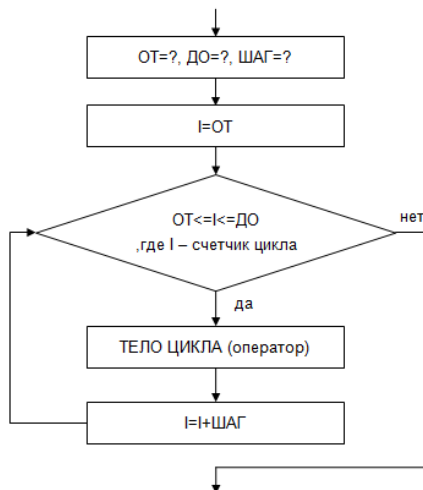 ОТ=?, ДО=?, ШАГ=?
I=ОТ
ОТ<=I<=ДО
,где I – счетчик цикла
нет
да
ТЕЛО ЦИКЛА (оператор)
I=I+ШАГ